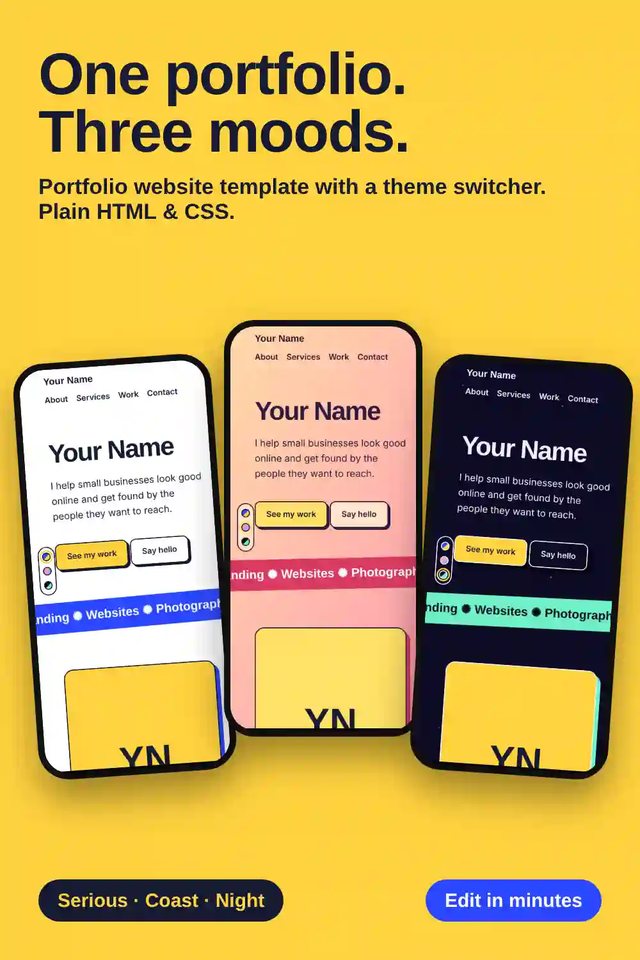 One portfolio.
Three moods.
Portfolio website template with a theme switcher.
Plain HTML & CSS.
Your Name
About Services Work Contact
Your Name
I help small businesses look good
online and get found by the
people they want to reach.
See my work Say hello
nding ✺ Websites ✺ Photograph
YN
Your Name
About Services Work Contact
Your Name
I help small businesses look good
online and get found by the
people they want to reach.
See my work Say hello
nding ✺ Websites ✺ Photograph
YN
Your Name
About Services Work Contact
Your Name
I help small businesses look good
online and get found by the
people they want to reach.
See my work Say hello
nding ✺ Websites ✺ Photograph
YN
Serious · Coast · Night
Edit in minutes